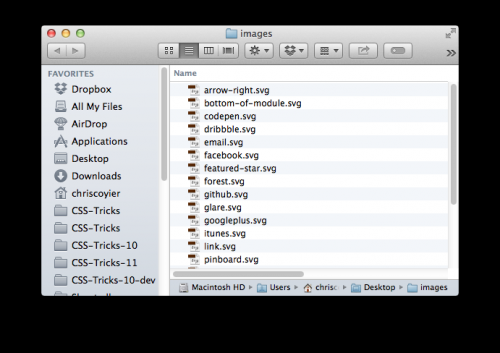 images
FAVORITES
Dropbox
All My Files
AirDrop
Applications
Desktop
Downloads
chriscoyier
CSS-Tricks
CSS-Tricks
CSS-Tricks-10
CSS-Tricks-11
CSS-Tricks-10-dev
Name
arrow-right.svg
bottom-of-module.svg
codepen.svg
dribbble.svg
email.svg
facebook.svg
featured-star.svg
forest.svg
github.svg
glare.svg
googleplus.svg
itunes.svg
link.svg
pinboard.svg
Macintosh HD Users chrisc Desktop images